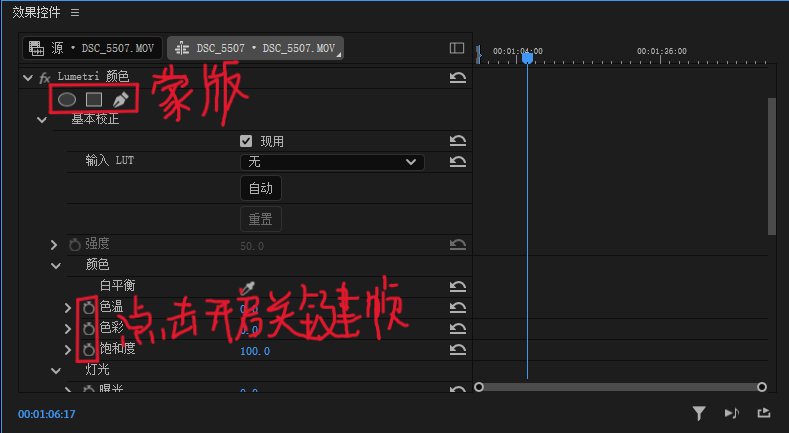 效果控件
源 • DSC_5507.MOV DSC_5507 • DSC_5507.MOV 00:01:04:00 00:01:36:00
fx Lumetri 颜色
蒙版
基本校正
现用
输入 LUT 无
自动
重置
强度 50.0
颜色
白平衡
色温
点击开启关键帧
色彩
饱和度 100.0
灯光
曝光
00:01:06:17